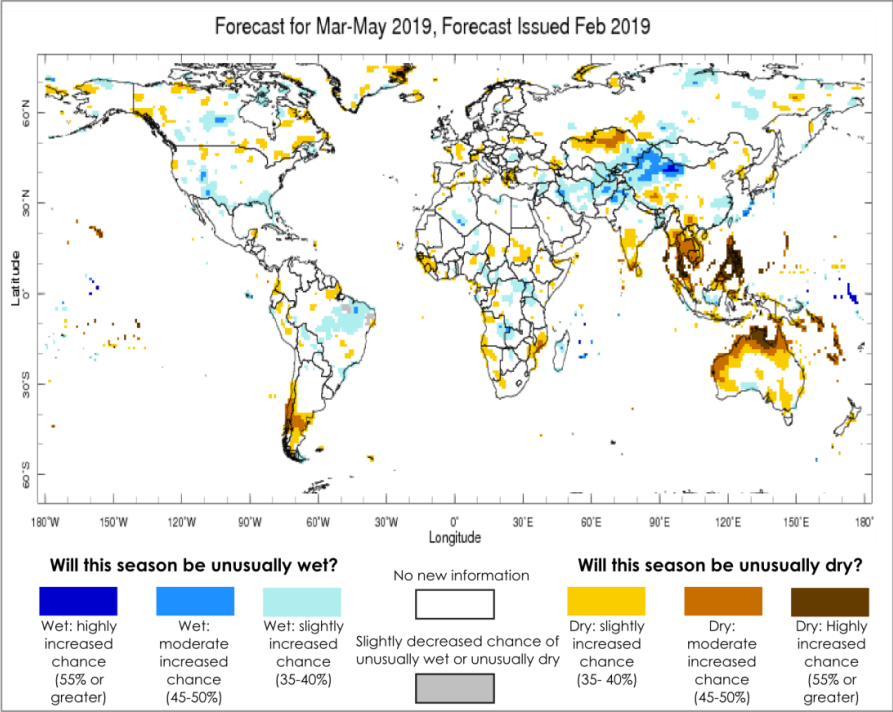 Forecast for Mar-May 2019, Forecast Issued Feb 2019
Latitude
60°N
30°N
0°
30°S
60°S
180°W
150°W
120°W
90°W
60°W
30°W
0°
30°E
60°E
90°E
120°E
150°E
180°
Longitude
Will this season be unusually wet?
Wet: highly
increased
chance
(55% or
greater)
Wet:
moderate
increased
chance
(45-50%)
Wet: slightly
increased
chance
(35-40%)
No new information
Slightly decreased chance of
unusually wet or unusually dry
Will this season be unusually dry?
Dry: slightly
increased
chance
(35- 40%)
Dry:
moderate
increased
chance
(45-50%)
Dry: Highly
increased
chance
(55% or
greater)